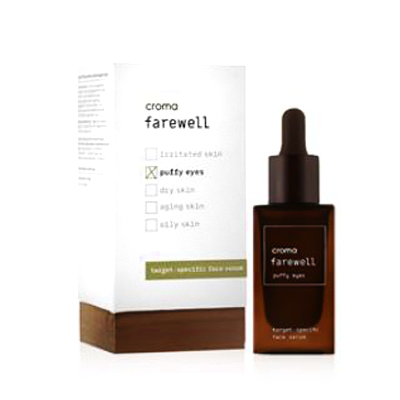 croma
farewell
irritated skin
puffy eyes
dry skin
aging skin
oily skin
target-specific face serum
croma
farewell
puffy eyes
target-specific
face serum